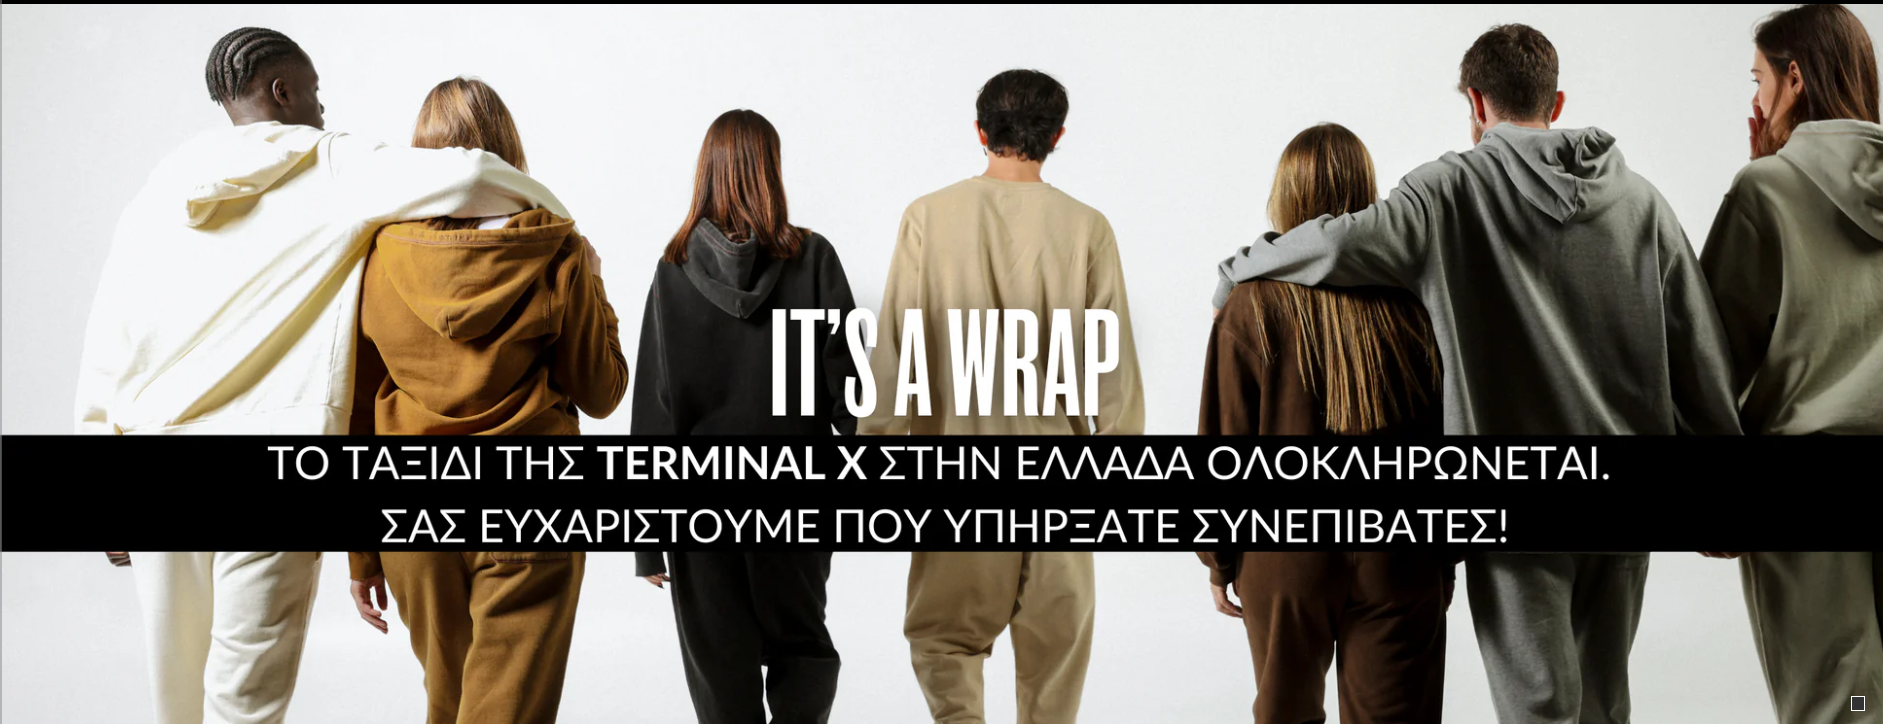 IT'S A WRAP
ΤΟ ΤΑΞΙΔΙ ΤΗΣ TERMINAL X ΣΤΗΝ ΕΛΛΑΔΑ ΟΛΟΚΛΗΡΩΝΕΤΑΙ.
ΣΑΣ ΕΥΧΑΡΙΣΤΟΥΜΕ ΠΟΥ ΥΠΗΡΞΑΤΕ ΣΥΝΕΠΙΒΑΤΕΣ!